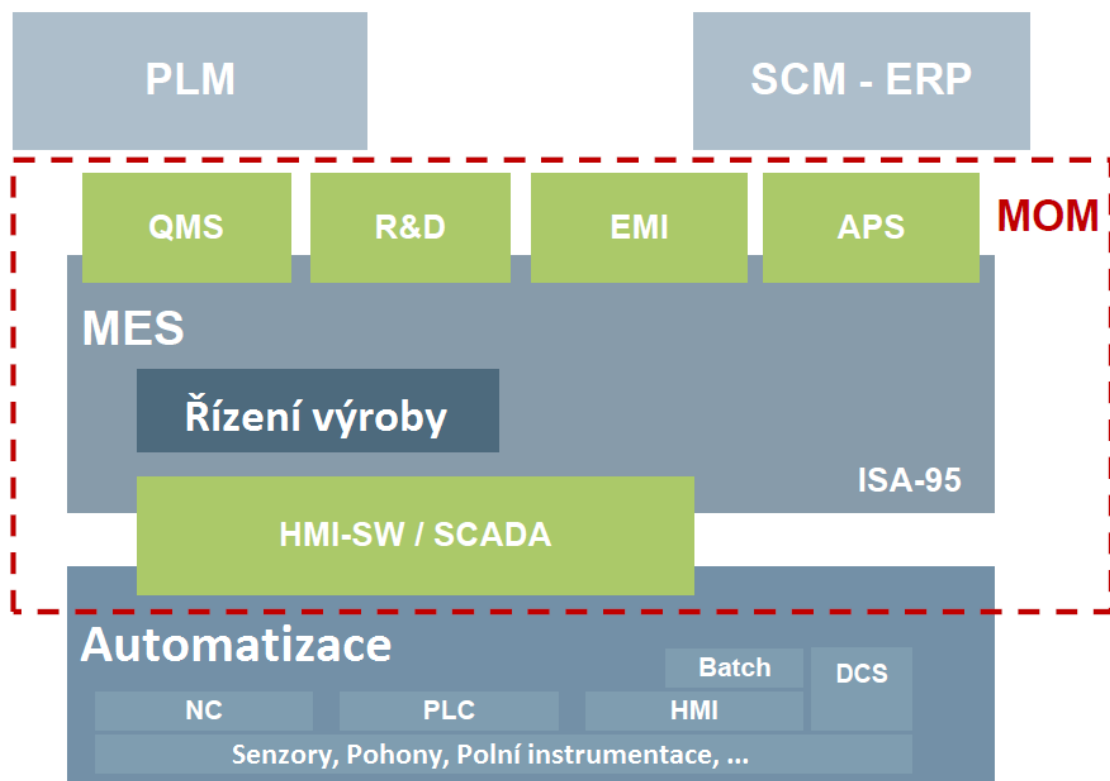 PLM
SCM - ERP
QMS
R&D
EMI
APS
MOM
MES
Řízení výroby
ISA-95
HMI-SW / SCADA
Automatizace
Batch
DCS
NC
PLC
HMI
Senzory, Pohony, Polní instrumentace, ...